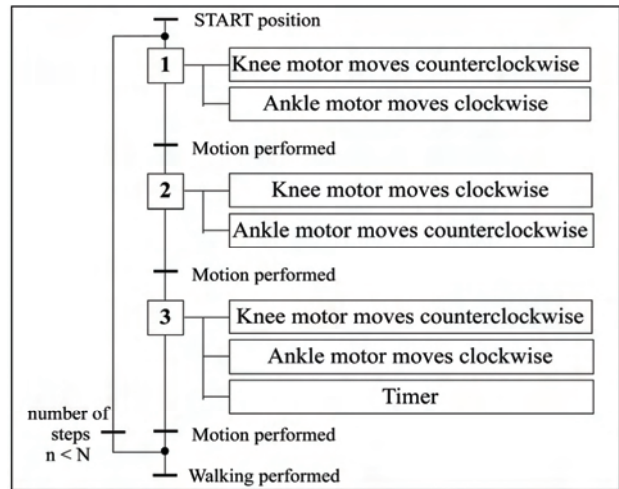 START position
1
Knee motor moves counterclockwise
Ankle motor moves clockwise
Motion performed
2
Knee motor moves clockwise
Ankle motor moves counterclockwise
Motion performed
3
Knee motor moves counterclockwise
Ankle motor moves clockwise
Timer
number of
steps
n < N
Motion performed
Walking performed